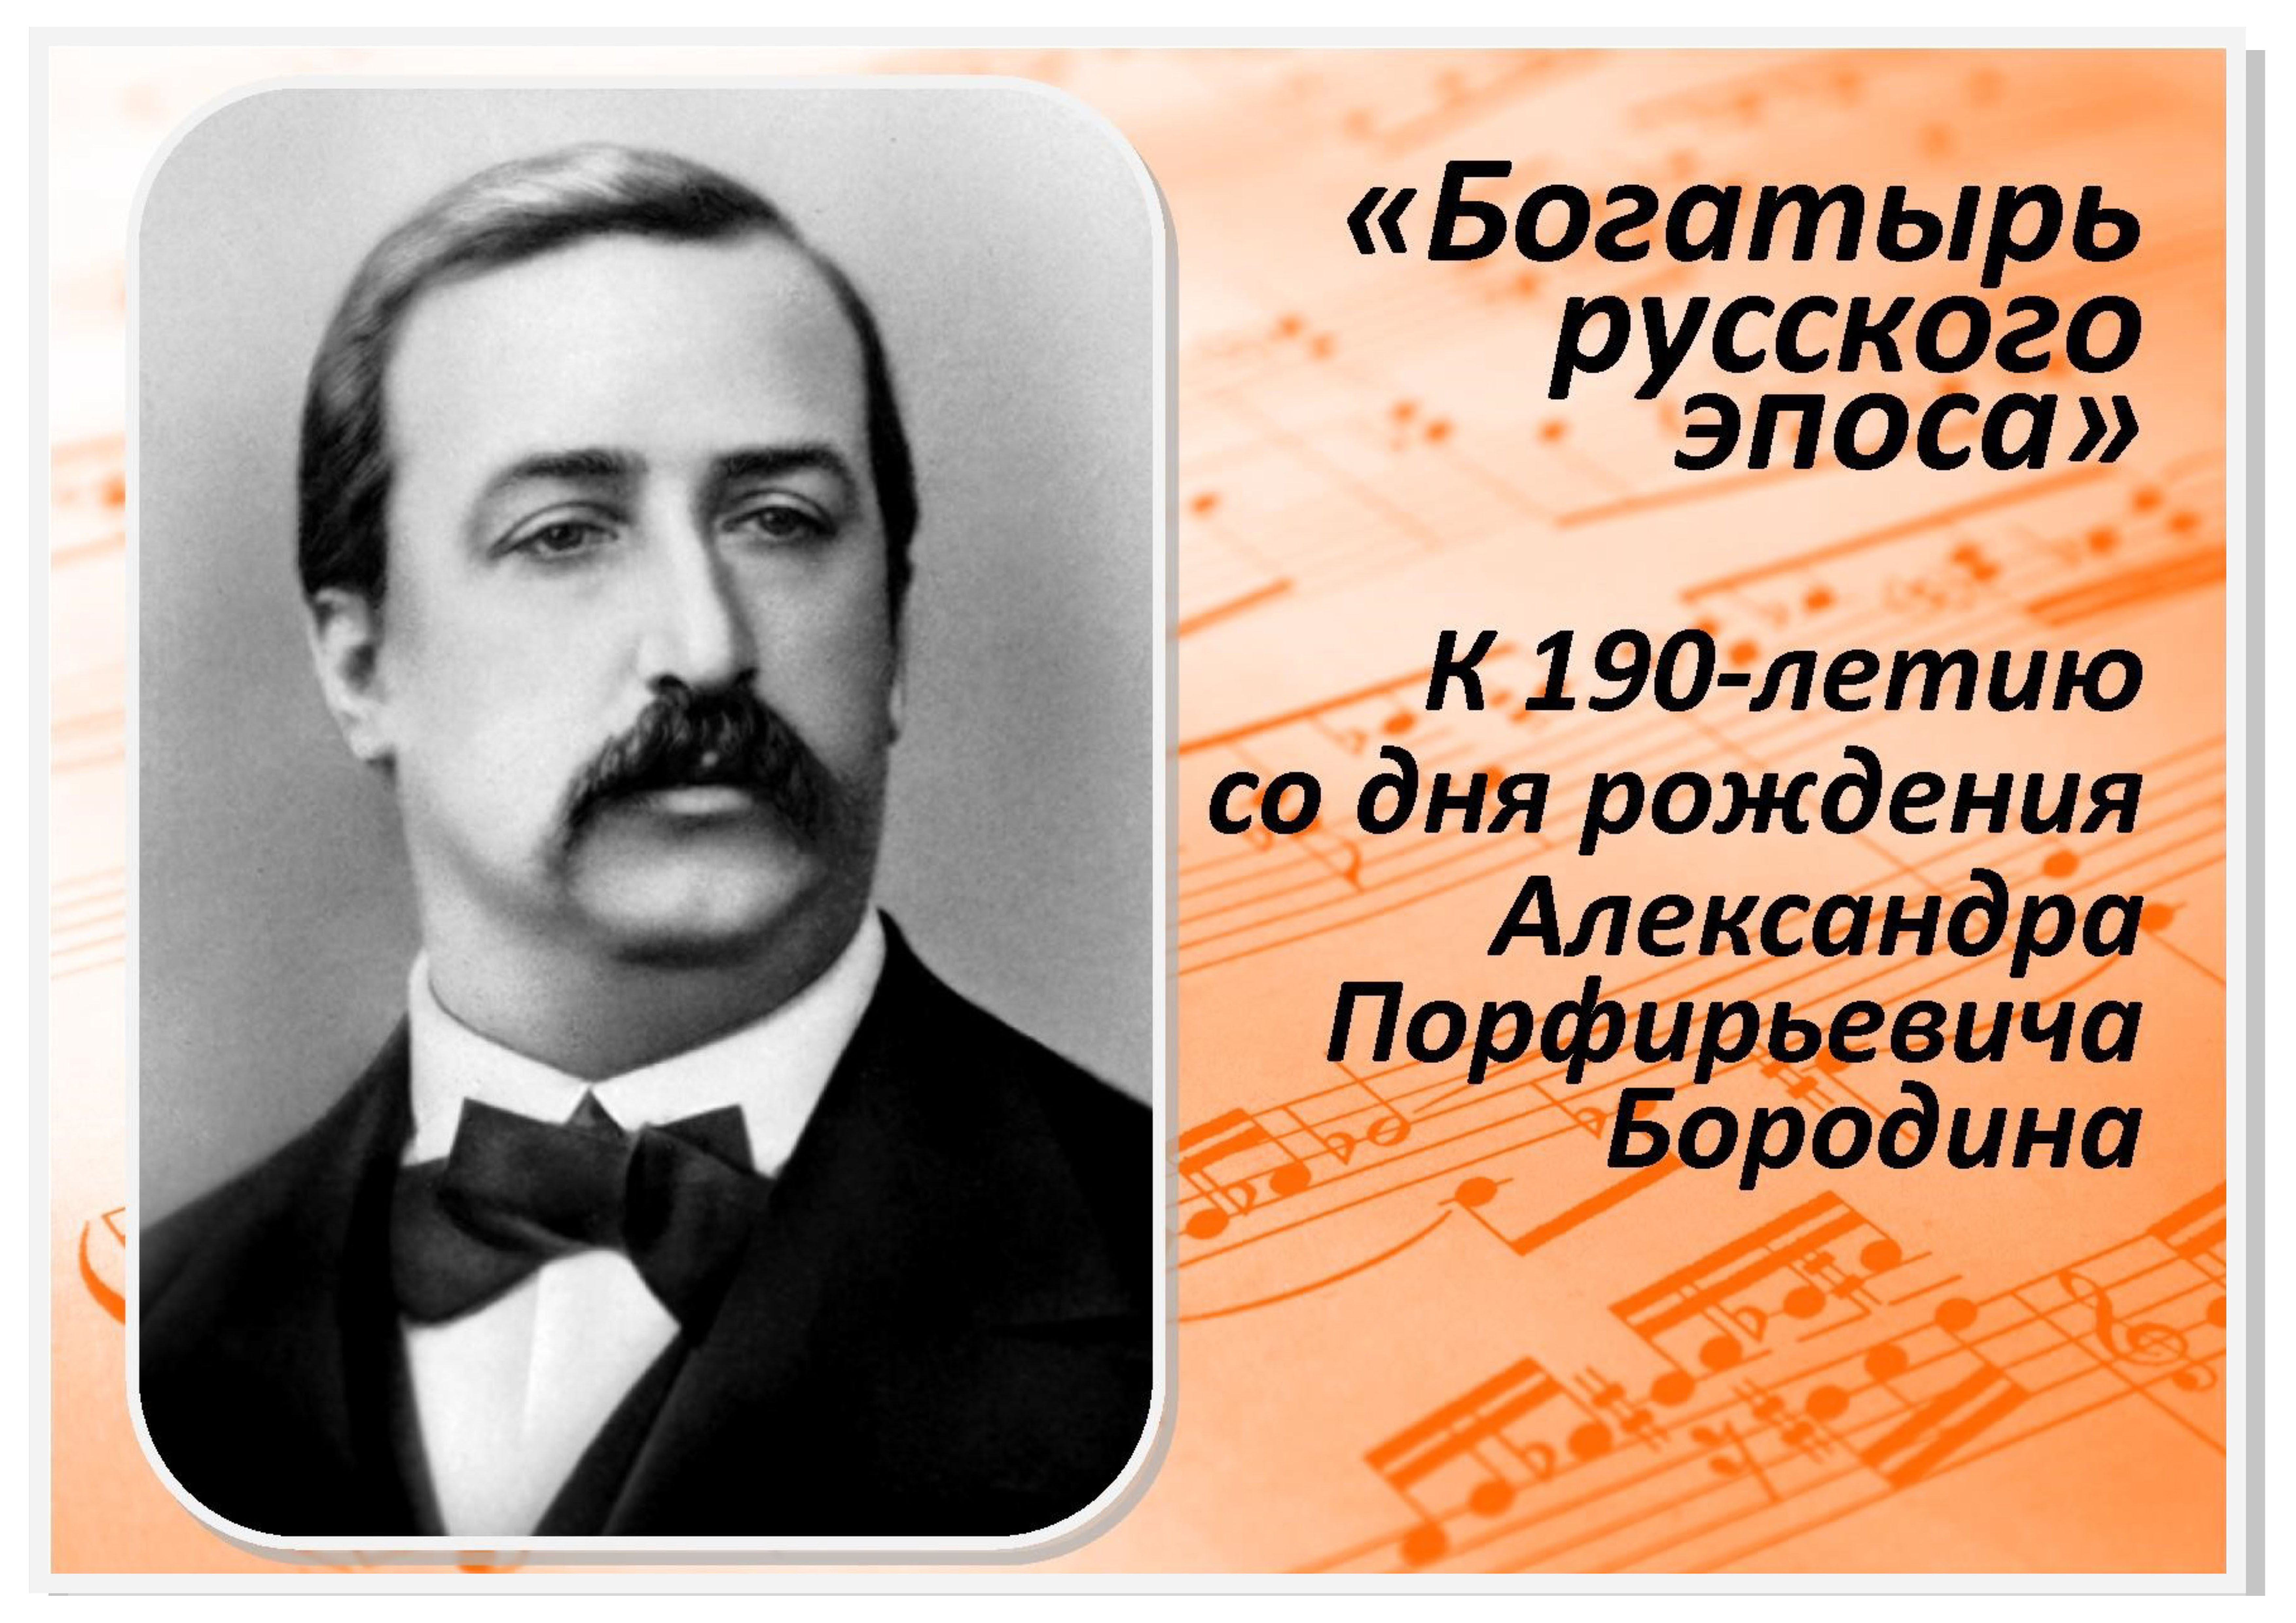 «Богатырь
русского
эпоса»
К 190-летию
со дня рождения
Александра
Порфирьевича
Бородина